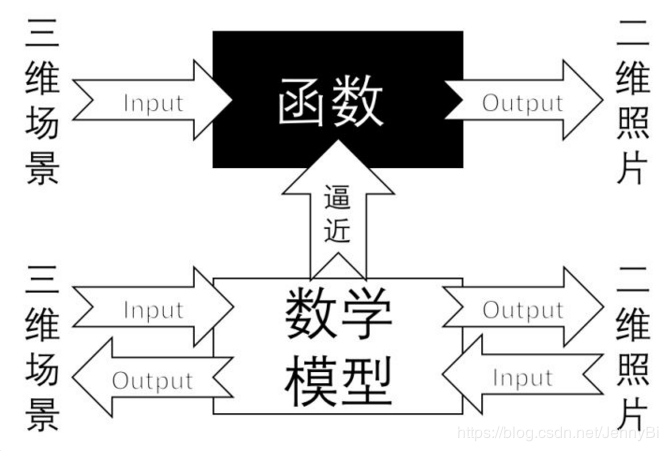 三维场景
Input
函数
Output
二维照片
逼近
三维场景
Input
数学
模型
Output
二维照片
Output
Input
https://blog.csdn.net/JennyBi